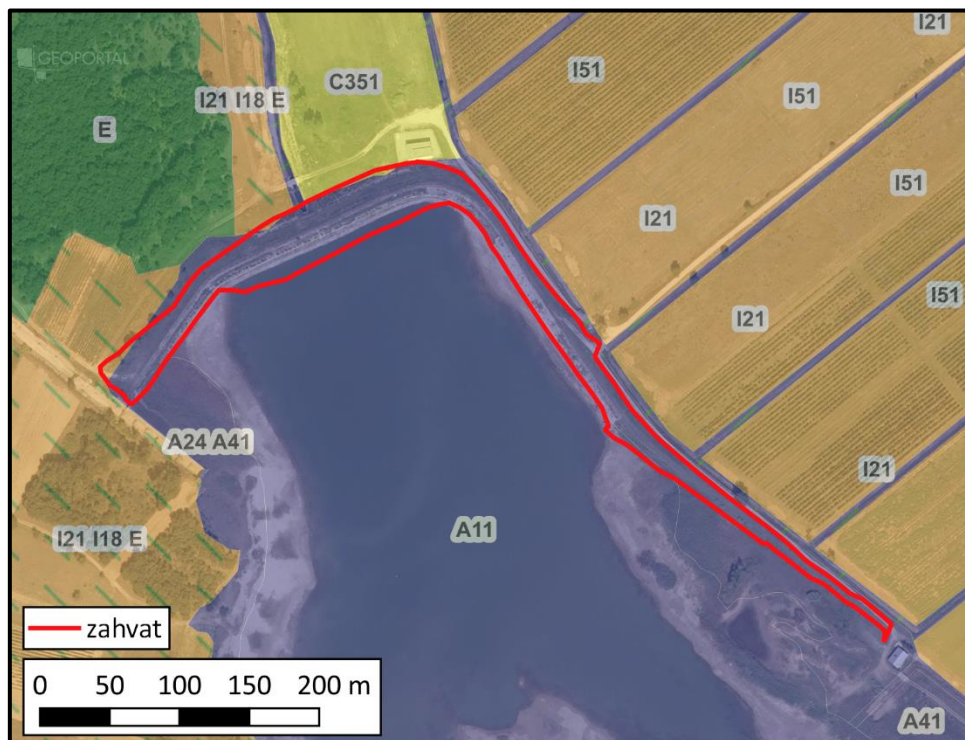 GEOPORTAL
I21
C351
I51
I21 I18 E
I51
E
I51
I21
I51
I21
A24 A41
I21
A11
I21 I18 E
zahvat
0 50 100 150 200 m
A41